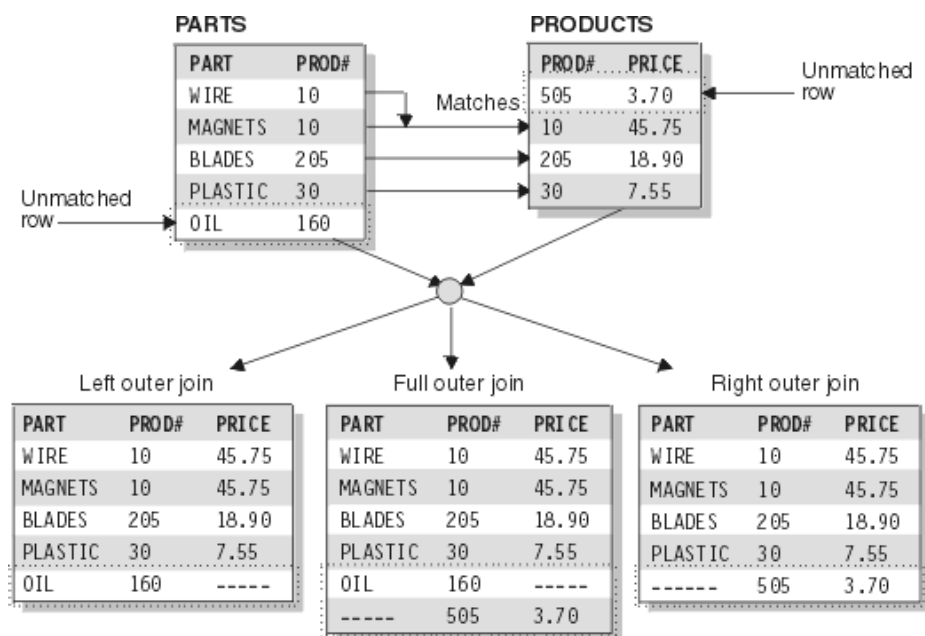 PARTS
PART PROD#
WIRE 10
MAGNETS 10
BLADES 205
PLASTIC 30
OIL 160
Unmatched
row
Matches
PRODUCTS
PROD# PRICE
505 3.70
10 45.75
205 18.90
30 7.55
Unmatched
row
Left outer join
PART PROD# PRICE
WIRE 10 45.75
MAGNETS 10 45.75
BLADES 205 18.90
PLASTIC 30 7.55
OIL 160 -----
Full outer join
PART PROD# PRICE
WIRE 10 45.75
MAGNETS 10 45.75
BLADES 205 18.90
PLASTIC 30 7.55
OIL 160 -----
----- 505 3.70
Right outer join
PART PROD# PRICE
WIRE 10 45.75
MAGNETS 10 45.75
BLADES 205 18.90
PLASTIC 30 7.55
------ 505 3.70